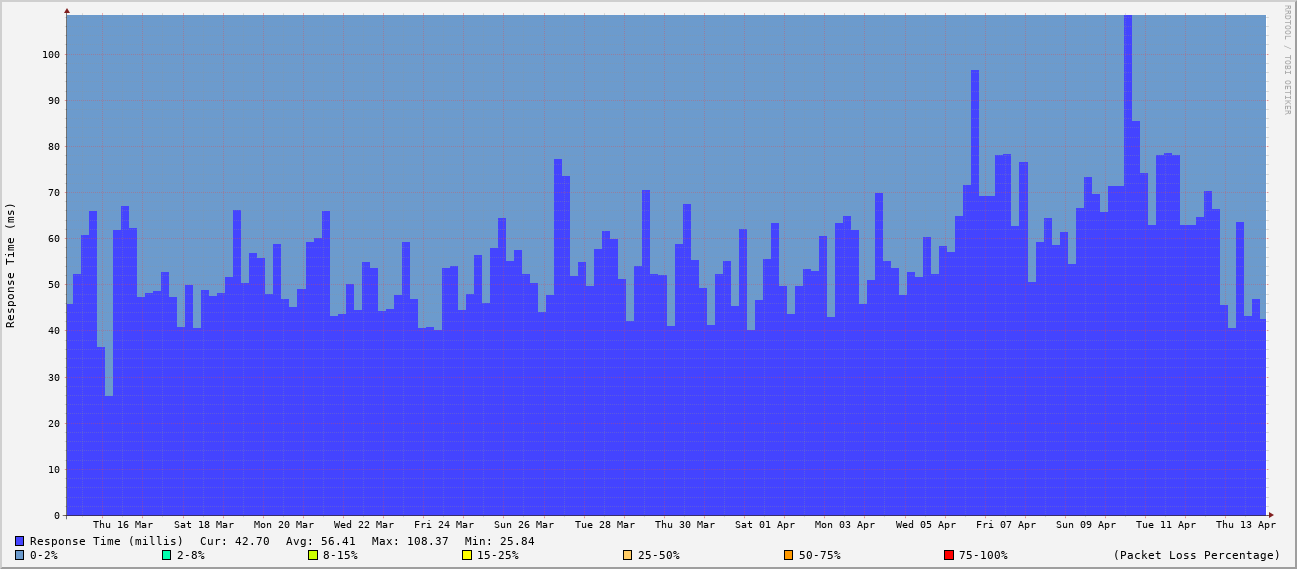 RRDTOOL / TOBI OETIKER
Response Time (ms)
100
90
80
70
60
50
40
30
20
10
0
Thu 16 Mar Sat 18 Mar Mon 20 Mar Wed 22 Mar Fri 24 Mar Sun 26 Mar Tue 28 Mar Thu 30 Mar Sat 01 Apr Mon 03 Apr Wed 05 Apr Fri 07 Apr Sun 09 Apr Tue 11 Apr Thu 13 Apr
Response Time (millis) Cur: 42.70 Avg: 56.41 Max: 108.37 Min: 25.84
0-2% 2-8% 8-15% 15-25% 25-50% 50-75% 75-100% (Packet Loss Percentage)